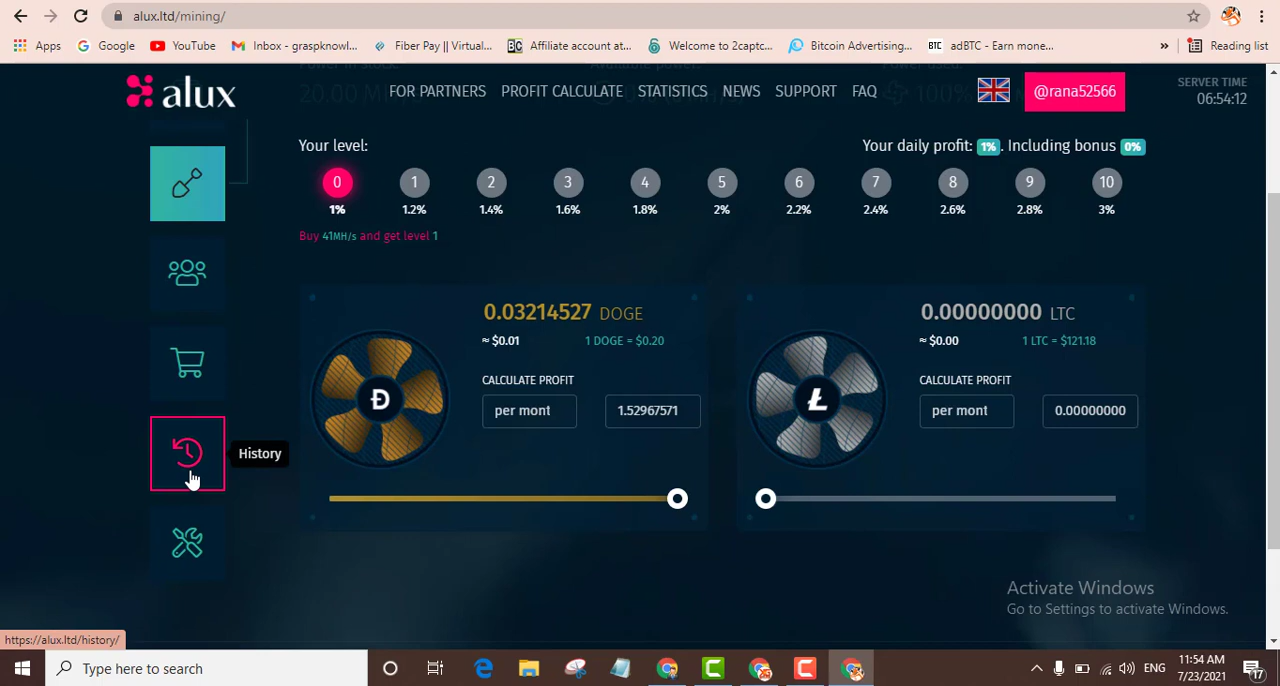 alux.ltd/mining/
Apps Google YouTube Inbox - graspknowl... Fiber Pay || Virtual... Affiliate account at... Welcome to 2captc... Bitcoin Advertising,... adBTC - Earn mone... » Reading list
alux FOR PARTNERS PROFIT CALCULATE STATISTICS NEWS SUPPORT FAQ @rana52566 SERVER TIME
06:54:12
Your level: Your daily profit: 1%. Including bonus 0%
0 1 2 3 4 5 6 7 8 9 10
1% 1.2% 1.4% 1.6% 1.8% 2% 2.2% 2.4% 2.6% 2.8% 3%
Buy 41MH/s and get level 1
0.03214527 DOGE 0.00000000 LTC
≈ $0.01 1 DOGE = $0.20 ≈ $0.00 1 LTC = $121.18
CALCULATE PROFIT CALCULATE PROFIT
per mont 1.52967571 per mont 0.00000000
History
Activate Windows
Go to Settings to activate Windows.
https://alux.ltd/history/
Type here to search ENG 11:54 AM
7/23/2021 17